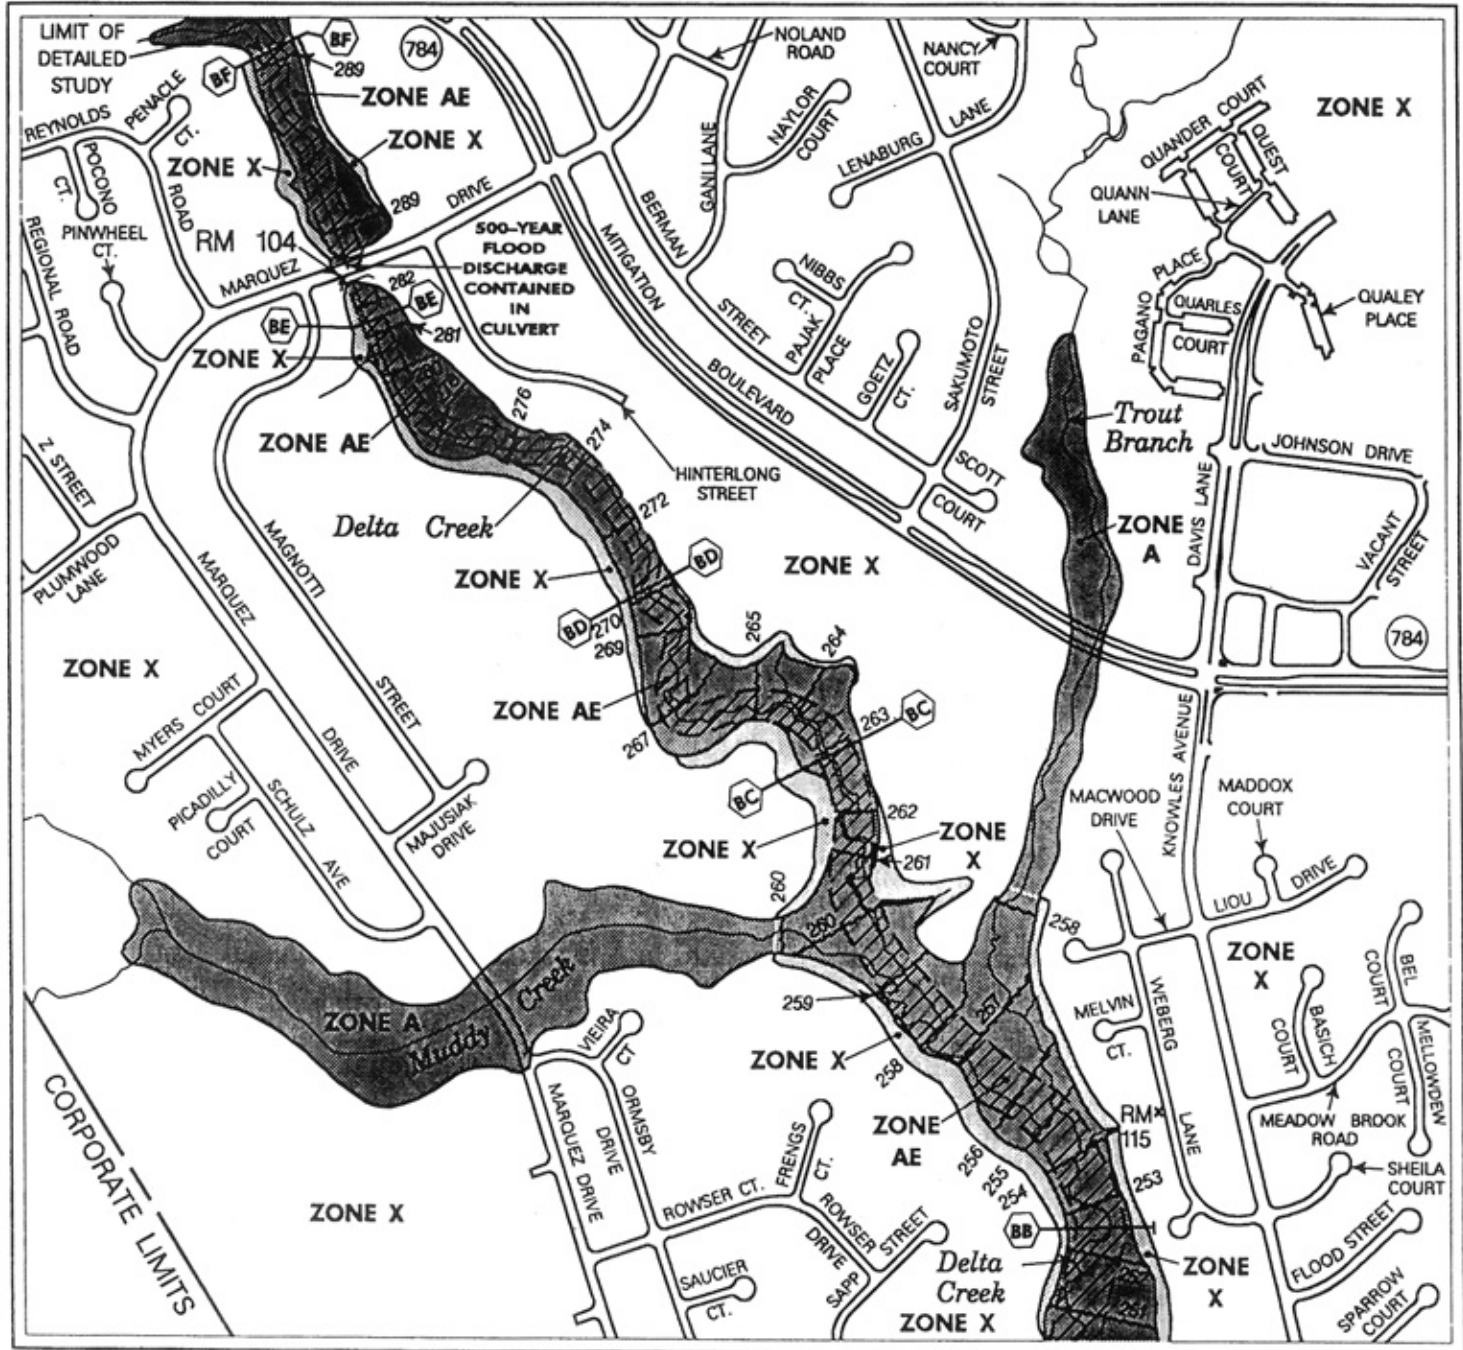 LIMIT OF
DETAILED
STUDY
BF
BF
289
784
NOLAND
ROAD
NANCY
COURT
ZONE AE
ZONE X
ZONE X
REYNOLDS
PENACLE
CT.
POCONO
CT.
ROAD
PINWHEEL
CT.
REGIONAL ROAD
RM 104
MARQUEZ
DRIVE
289
500-YEAR
FLOOD
DISCHARGE
CONTAINED
IN
CULVERT
GANI LANE
NAYLOR
COURT
LENABURG
LANE
QUANDER COURT
QUEST
COURT
QUANN
LANE
ZONE X
BERMAN
STREET
MITIGATION
BOULEVARD
NIBBS
CT.
PAJAK
PLACE
GOETZ
CT.
SAKUMOTO
STREET
PAGANO
PLACE
QUARLES
COURT
QUALEY
PLACE
282
BE
BE
281
ZONE X
ZONE AE
276
274
HINTERLONG
STREET
SCOTT
COURT
Trout
Branch
JOHNSON DRIVE
DAVIS LANE
VACANT
STREET
Z STREET
PLUMWOOD
LANE
Delta Creek
272
ZONE X
ZONE X
ZONE
A
MARQUEZ
DRIVE
MAGNOTTI
STREET
BD
BD
270
269
265
264
784
ZONE X
ZONE AE
267
263
BC
BC
MYERS COURT
PICADILLY
COURT
SCHULZ
AVE
MAJUSIAK
DRIVE
KNOWLES AVENUE
MACWOOD
DRIVE
MADDOX
COURT
262
ZONE X
ZONE
X
261
260
260
258
LIOU DRIVE
ZONE
X
BEL
COURT
BASICH
COURT
259
257
MELVIN
CT.
WEBERG
LANE
ZONE A
Muddy Creek
VIEIRA
CT
ZONE X
258
ORMSBY
DRIVE
MARQUEZ DRIVE
ZONE
AE
256
255
254
RM
115
253
MEADOW BROOK
ROAD
COURT
MELLOWDEW
SHEILA
COURT
CORPORATE LIMITS
ZONE X
ROWSER CT.
FRENGS
CT.
ROWSER
DRIVE
SAPP
STREET
SAUCIER
CT.
BB
Delta
Creek
ZONE X
ZONE
X
FLOOD STREET
SPARROW
COURT